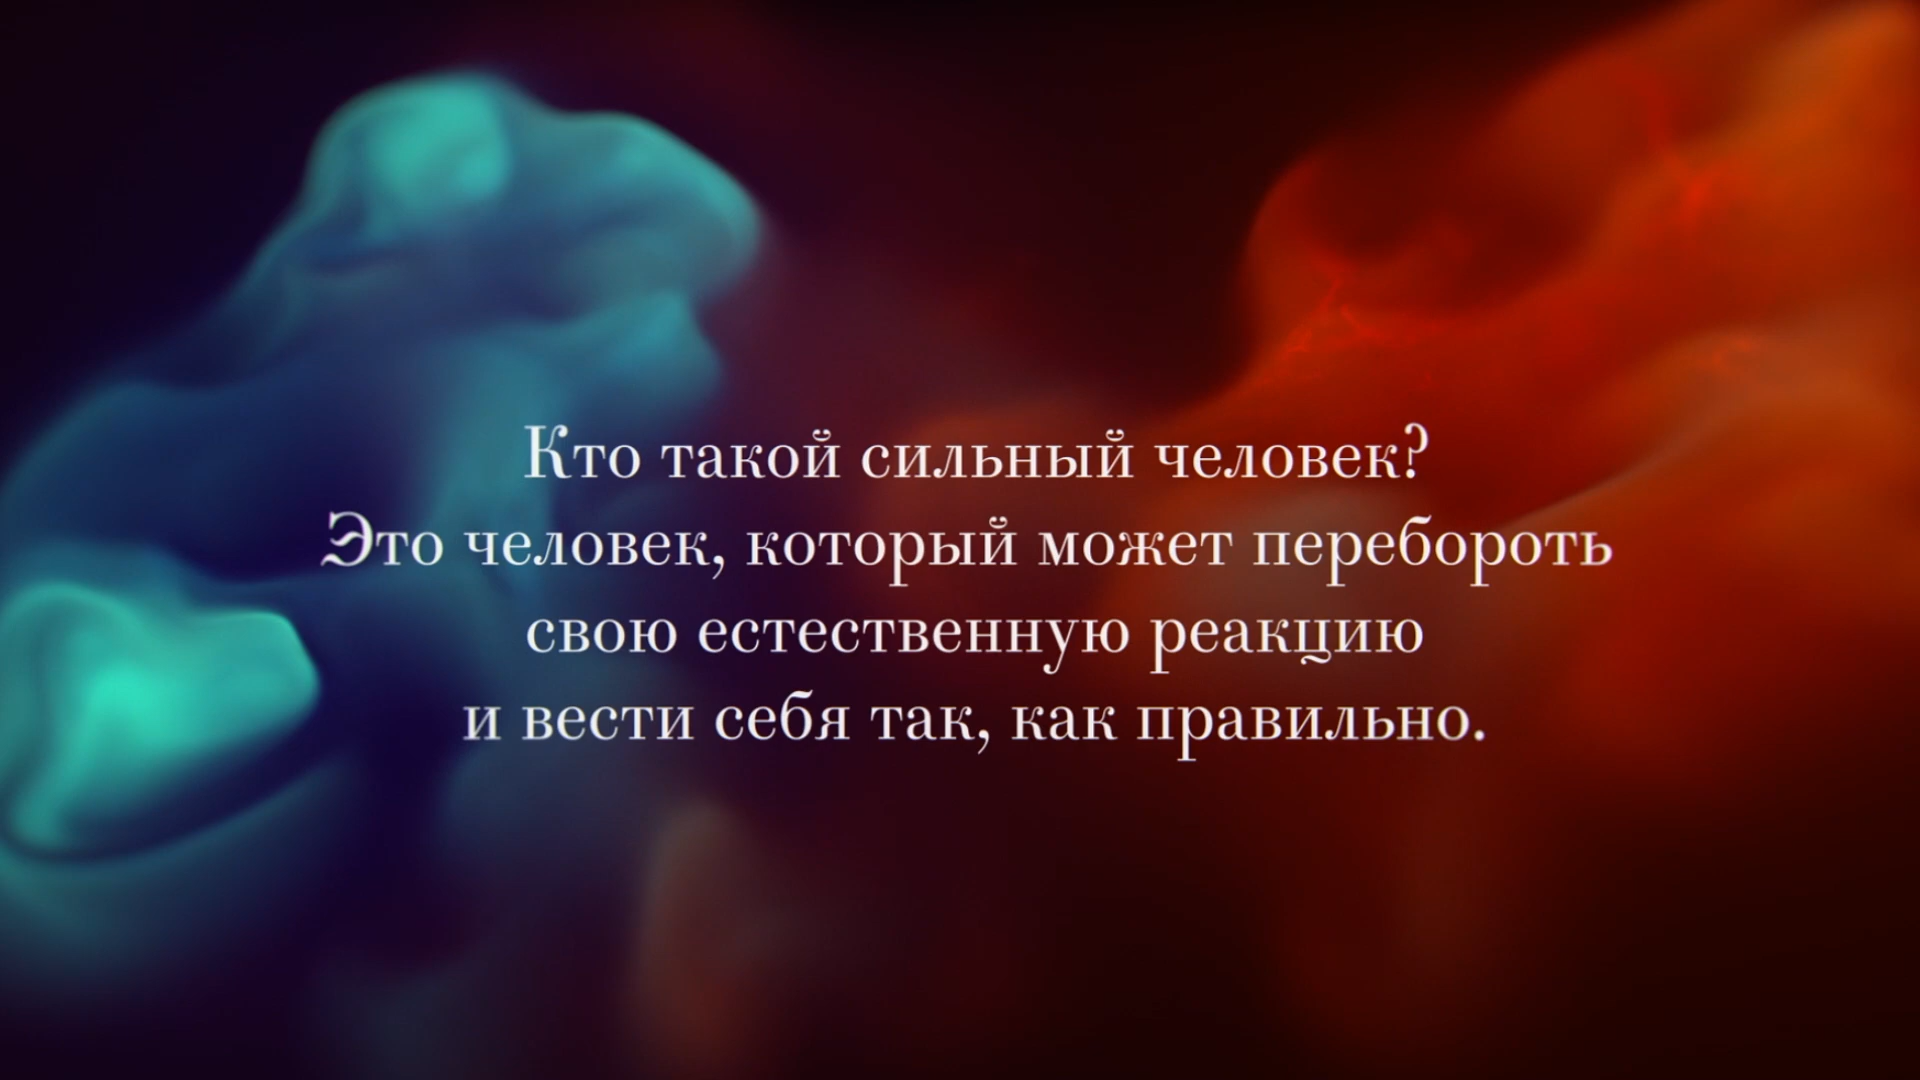 Кто такой сильный человек?
Это человек, который может перебороть
свою естественную реакцию
и вести себя так, как правильно.